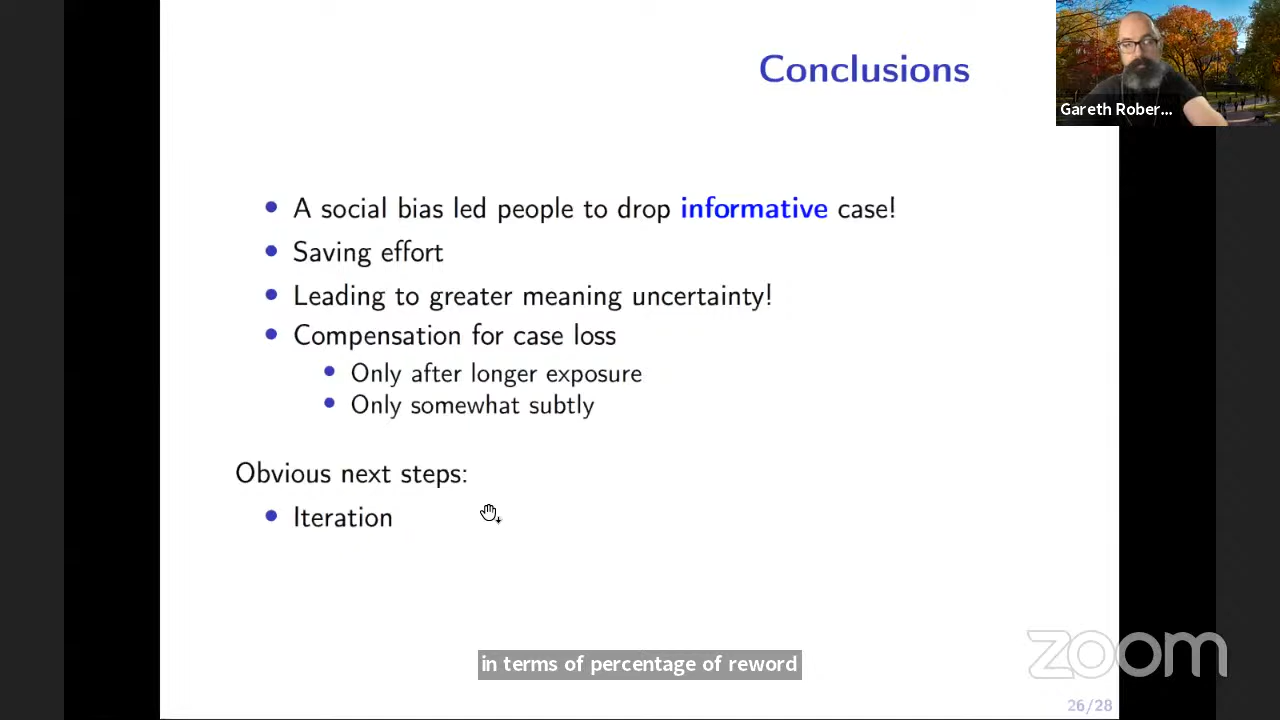 Conclusions
Gareth Rober...
A social bias led people to drop informative case!
Saving effort
Leading to greater meaning uncertainty!
Compensation for case loss
Only after longer exposure
Only somewhat subtly
Obvious next steps:
Iteration
in terms of percentage of reword
zoom
26/28